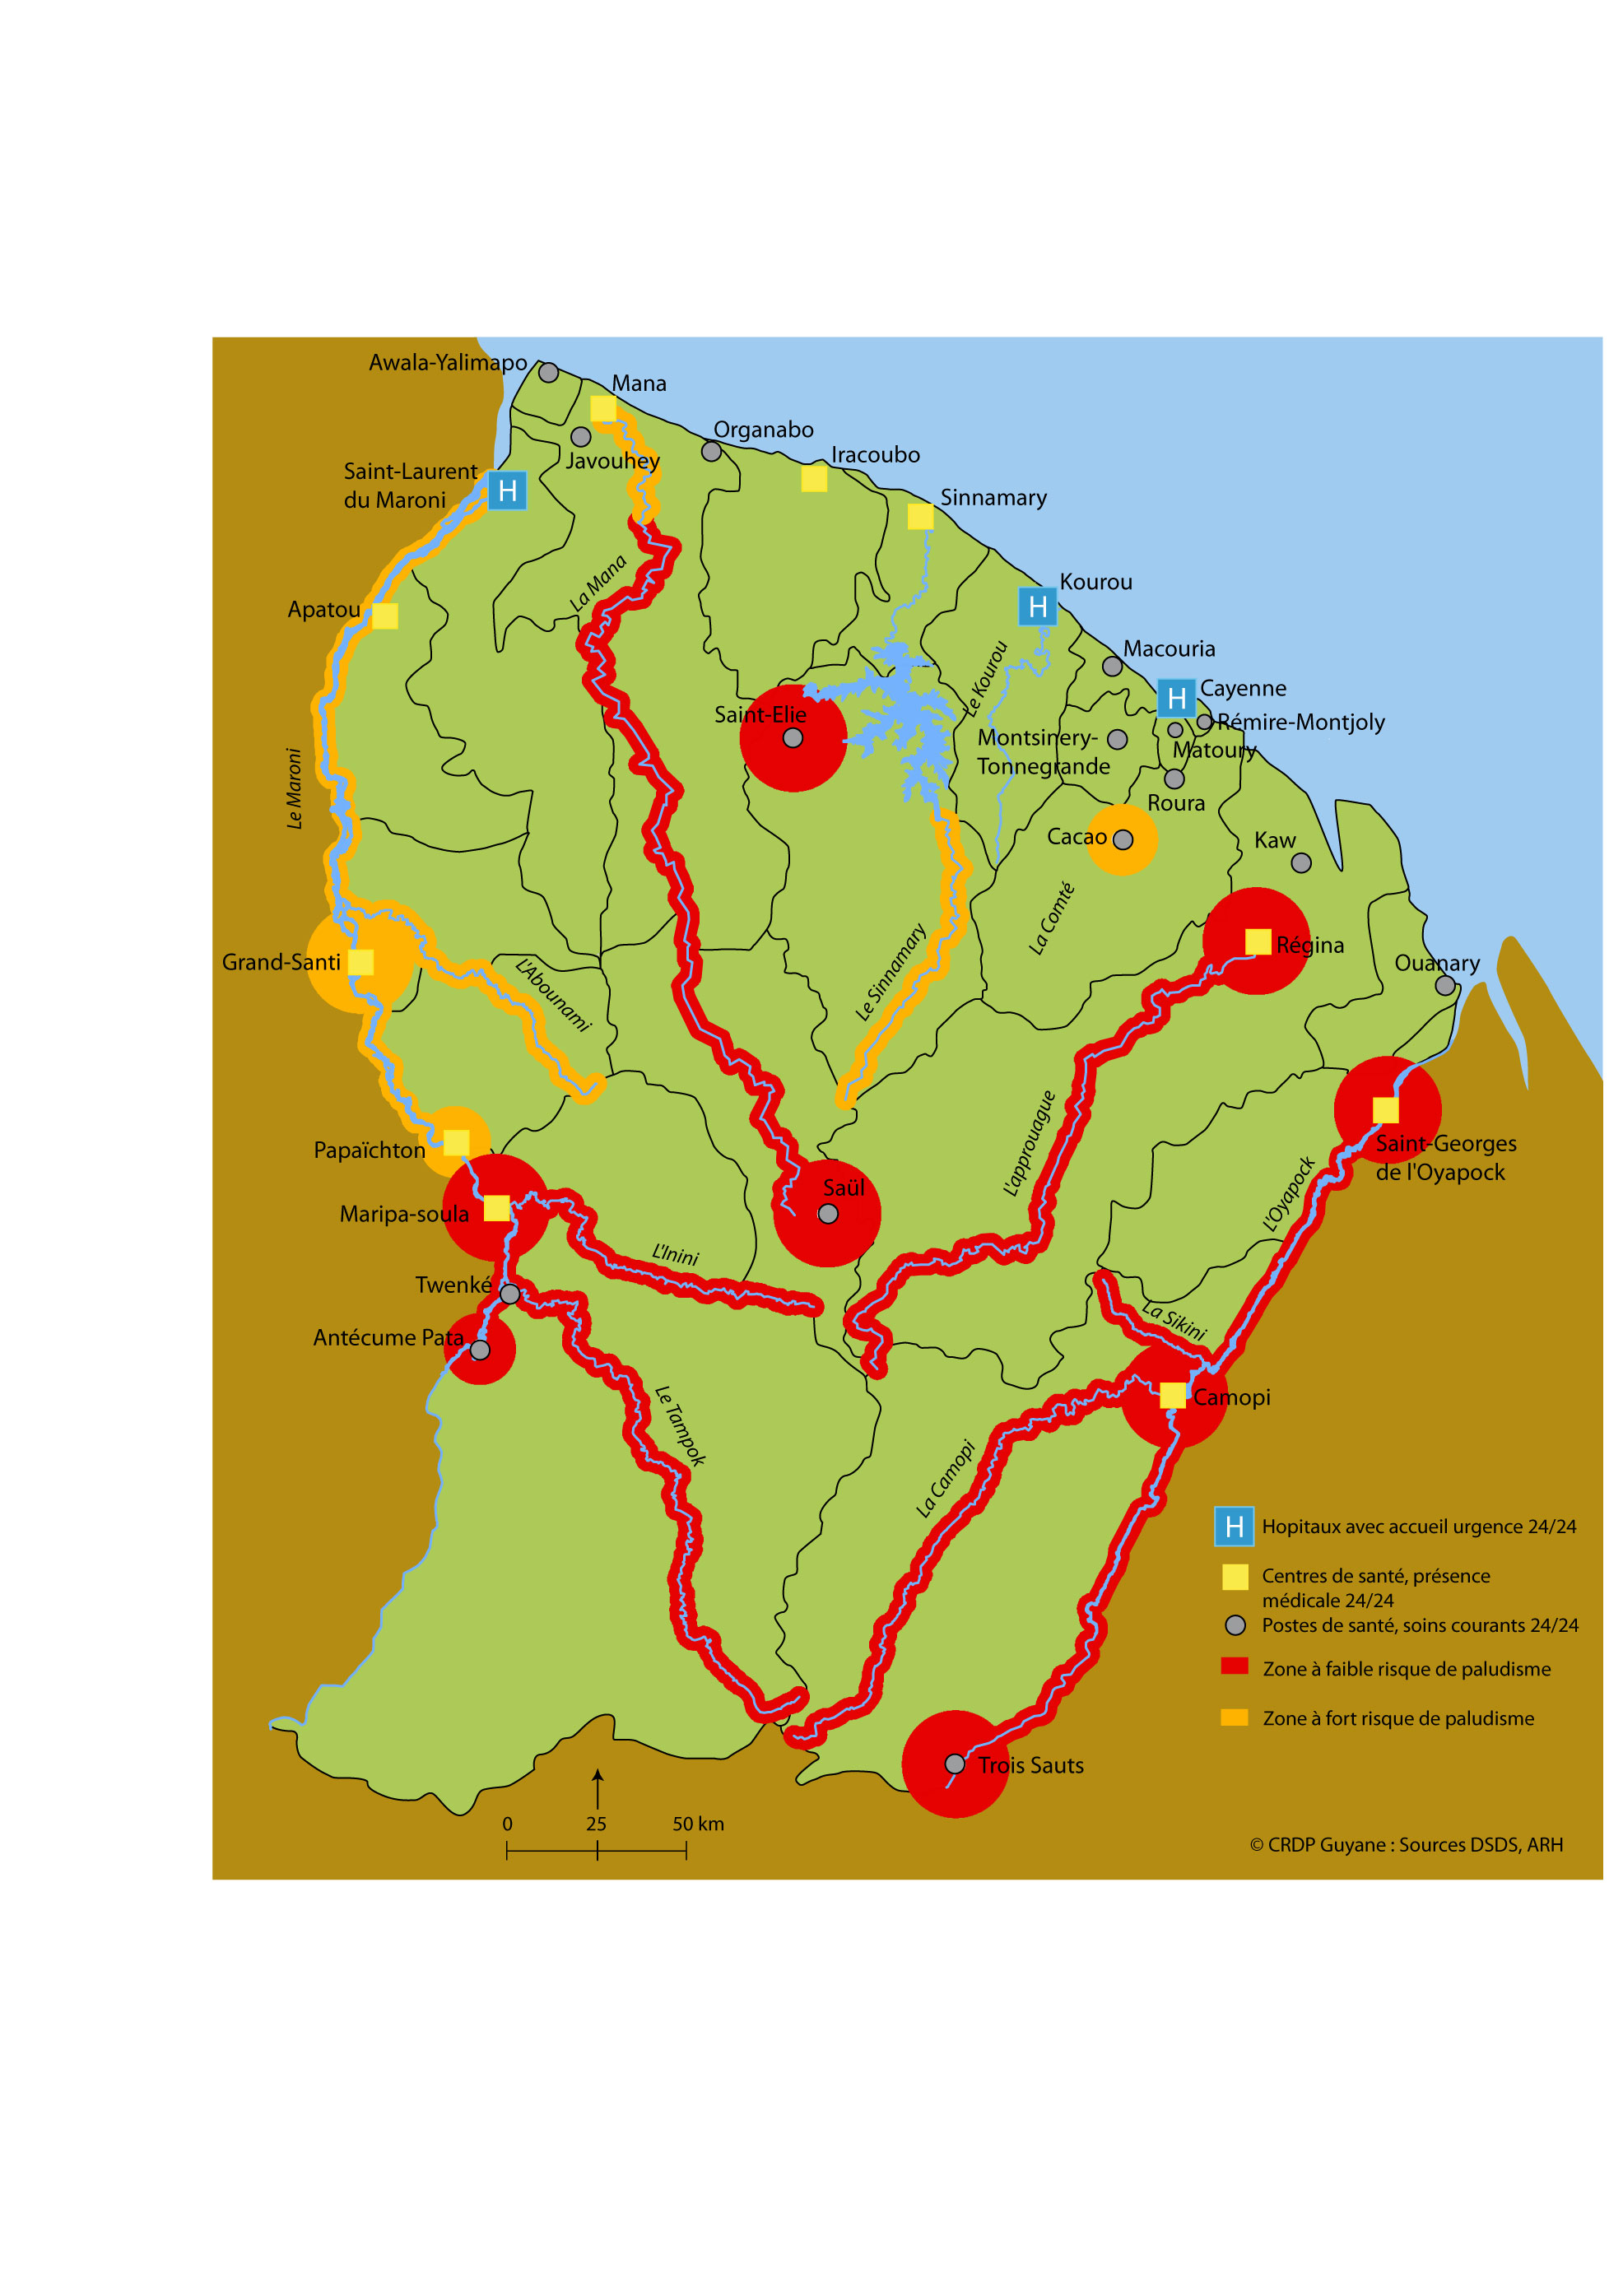 Awala-Yalimapo
Mana
Organabo
Javouhey
Iracoubo
Saint-Laurent
du Maroni
H
Sinnamary
La Mana
Kourou
H
Apatou
Macouria
Le Kourou
Cayenne
H
Saint-Elie
Rémire-Montjoly
Montsinery-
Tonnegrande
Matoury
Le Maroni
Roura
Cacao
Kaw
La Comté
Régina
Grand-Santi
L'Abounami
Le Sinnamary
Ouanary
L'approuague
Papaïchton
Saint-Georges
de l'Oyapock
Saül
Maripa-soula
L'Oyapock
L'Inini
Twenké
La Sikini
Antécume Pata
Le Tampok
Camopi
La Camopi
H
Hopitaux avec accueil urgence 24/24
Centres de santé, présence
médicale 24/24
Postes de santé, soins courants 24/24
Zone à faible risque de paludisme
Zone à fort risque de paludisme
Trois Sauts
0 25 50 km
© CRDP Guyane : Sources DSDS, ARH